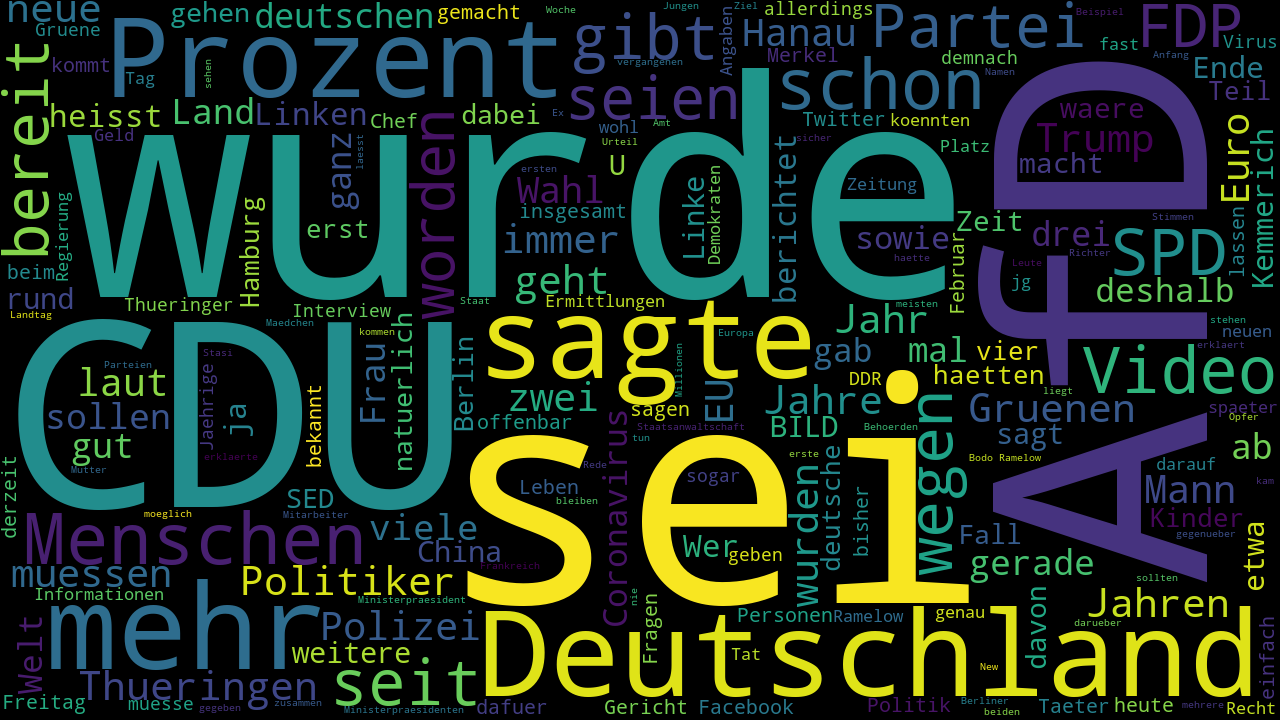 neue
gehen
deutschen
gemacht
Woche
Jungen
Ziel
allerdings
Beispiel
Gruene
Prozent
gibt
Angaben
Hanau
Partei
FDP
Virus
kommt
Tag
sehen
vergangenen
Merkel
demnach
fast
Anfang
bereit
seien
schon
Namen
Ende
Teil
heisst
Land
Linken
Chef
dabei
Ex
wohl
Amt
Twitter
koennten
waere
Geld
ganz
laesst
worden
Urteil
Platz
Trump
Euro
wurde
U
ersten
sicher
macht
Kemmerich
Regierung
Hamburg
erst
Wahl
insgesamt
immer
Linke
Demokraten
berichtet
Zeitung
sowie
haette
Zeit
Februar
drei
Stimmen
Richter
SPD
lassen
AfD
beim
rund
Landtag
Thueringer
Interview
Maedchen
geht
Staat
Ermittlungen
meisten
Leute
jg
deshalb
CDU
Parteien
Stasi
kommen
sagte
Europa
Jahr
gab
mal
vier
stehen
neuen
erklaert
laut
Jaehrige
ja
Frau
natuerlich
Berlin
zwei
Millionen
EU
DDR
haetten
liegt
Video
sollen
bekannt
offenbar
sagen
Jahre
wegen
Gruenen
spaeter
Opfer
gut
erklaerte
Coronavirus
Staatsanwaltschaft
BILD
Behoerden
sagt
ab
derzeit
Mutter
tun
erste
Bodo Ramelow
darauf
SED
Leben
Rede
sogar
wurden
deutsche
bisher
Mann
kam
moeglich
Mitarbeiter
bleiben
sei
Menschen
viele
China
Wer
geben
Fall
Kinder
gegenueber
etwa
muessen
Informationen
Politiker
Frankreich
gerade
sollten
mehr
Ministerpraesident
nie
Personen
Ramelow
genau
davon
Jahren
darueber
Welt
Polizei
Fragen
Deutschland
einfach
weitere
Tat
New
Thueringen
seit
Freitag
muesse
gegeben
zusammen
Ministerpraesidenten
dafuer
Gericht
Facebook
Politik
Berliner
beiden
Taeter
heute
mehrere
Recht